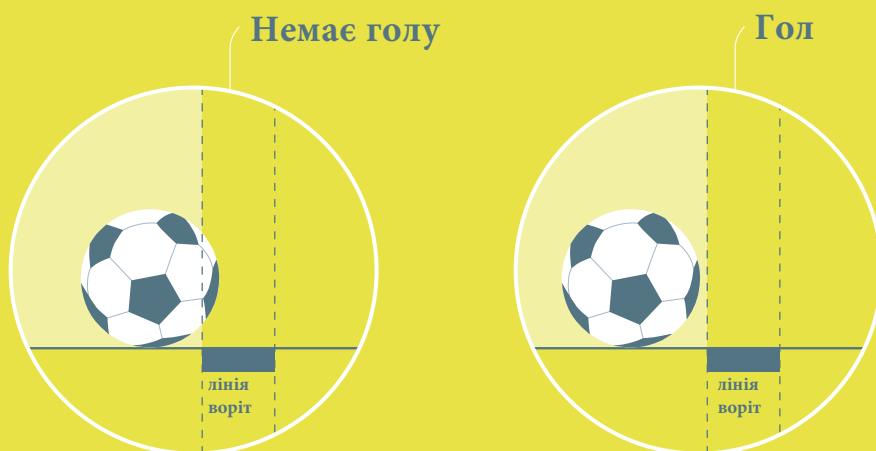 Немає голу
Гол
лінія
воріт
лінія
воріт